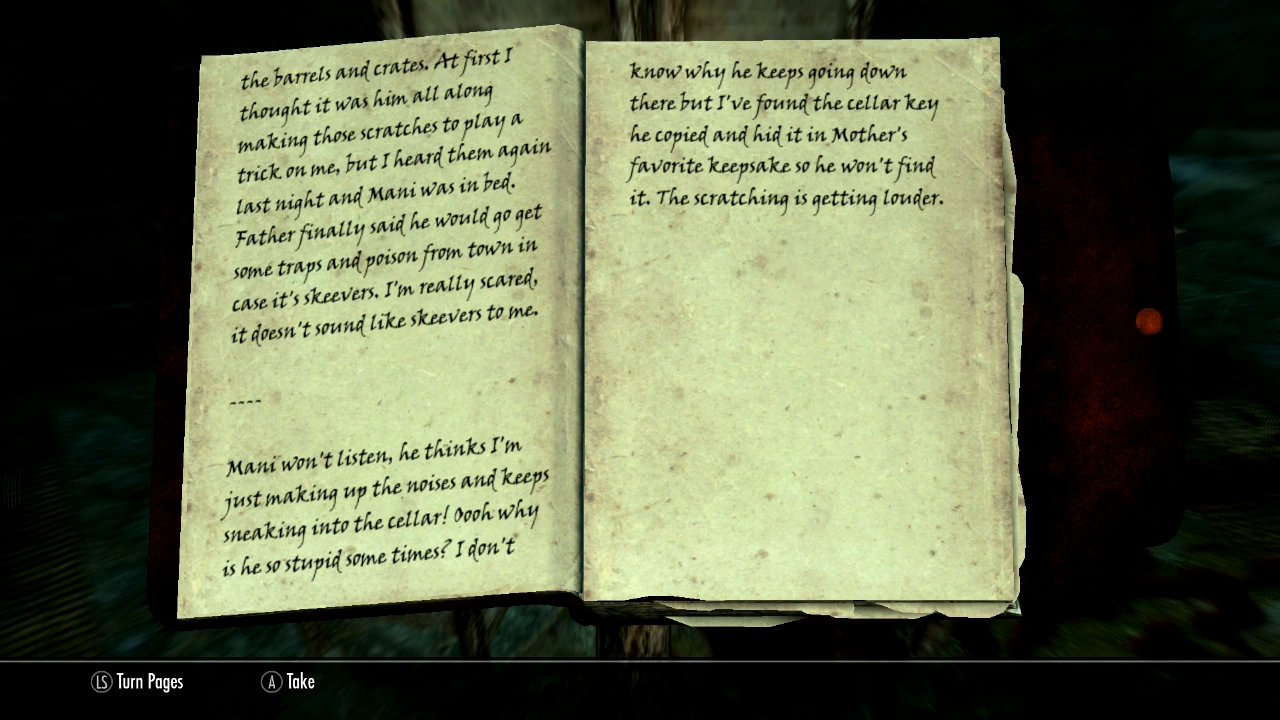 the barrels and crates. At first I
thought it was him all along
making those scratches to play a
trick on me, but I heard them again
last night and Mani was in bed.
Father finally said he would go get
some traps and poison from town in
case it's skeevers. I'm really scared,
it doesn't sound like skeevers to me.
----
Mani won't listen, he thinks I'm
just making up the noises and keeps
sneaking into the cellar! Oooh why
is he so stupid some times? I don't
know why he keeps going down
there but I've found the cellar key
he copied and hid it in Mother's
favorite keepsake so he won't find
it. The scratching is getting louder.
LS Turn Pages
A Take